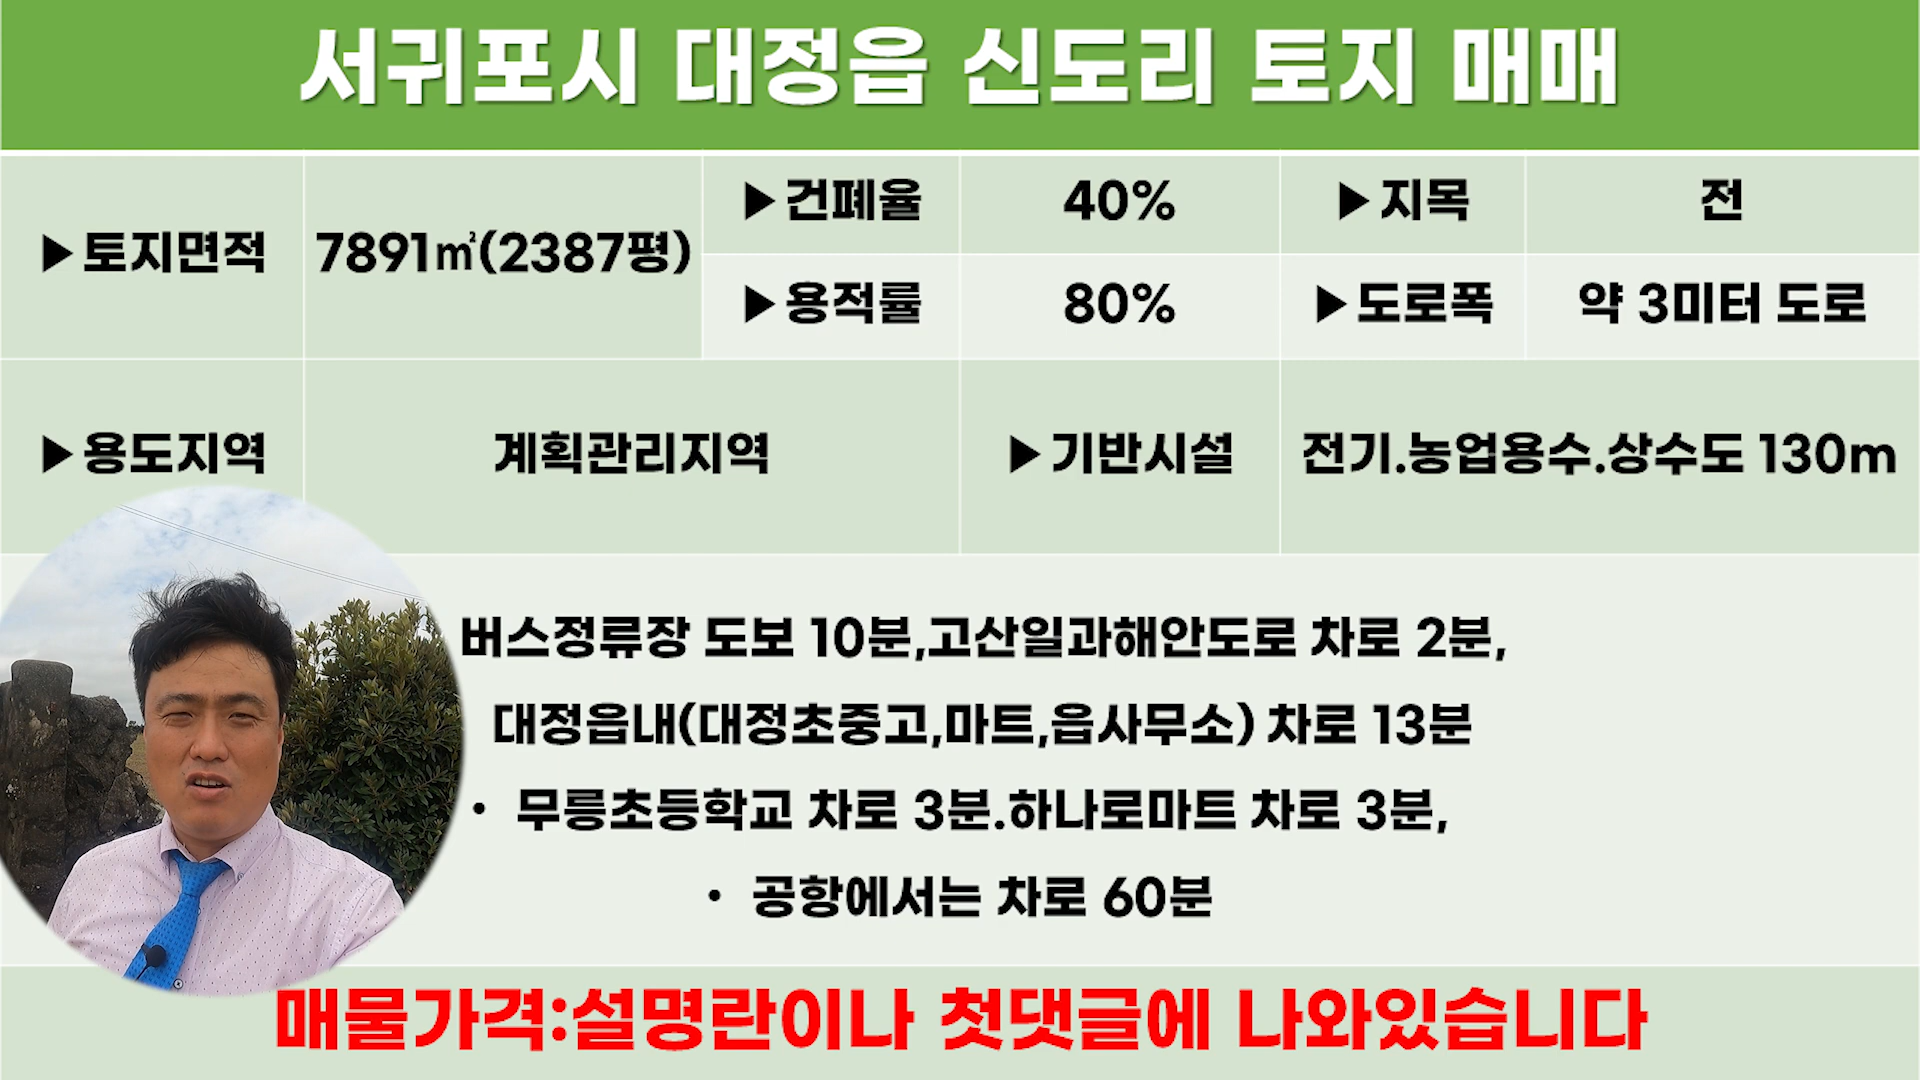 서귀포시 대정읍 신도리 토지 매매
▶토지면적
7891㎡(2387평)
▶건폐율
40%
▶지목
전
▶용적률
80%
▶도로폭
약 3미터 도로
▶용도지역
계획관리지역
▶기반시설
전기.농업용수.상수도 130m
버스정류장 도보 10분,고산일과해안도로 차로 2분,
대정읍내(대정초중고,마트,읍사무소) 차로 13분
• 무릉초등학교 차로 3분.하나로마트 차로 3분,
• 공항에서는 차로 60분
매물가격:설명란이나 첫댓글에 나와있습니다